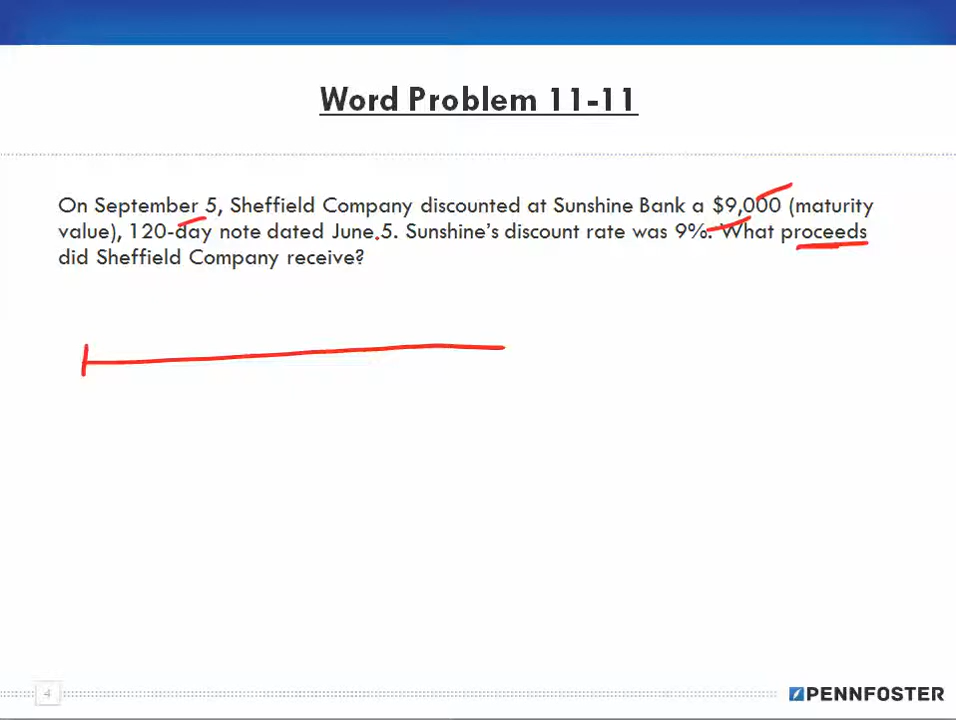 Word Problem 11-11
On September 5, Sheffield Company discounted at Sunshine Bank a $9,000 (maturity
value), 120-day note dated June 5. Sunshine's discount rate was 9%. What proceeds
did Sheffield Company receive?
4
PENNFOSTER